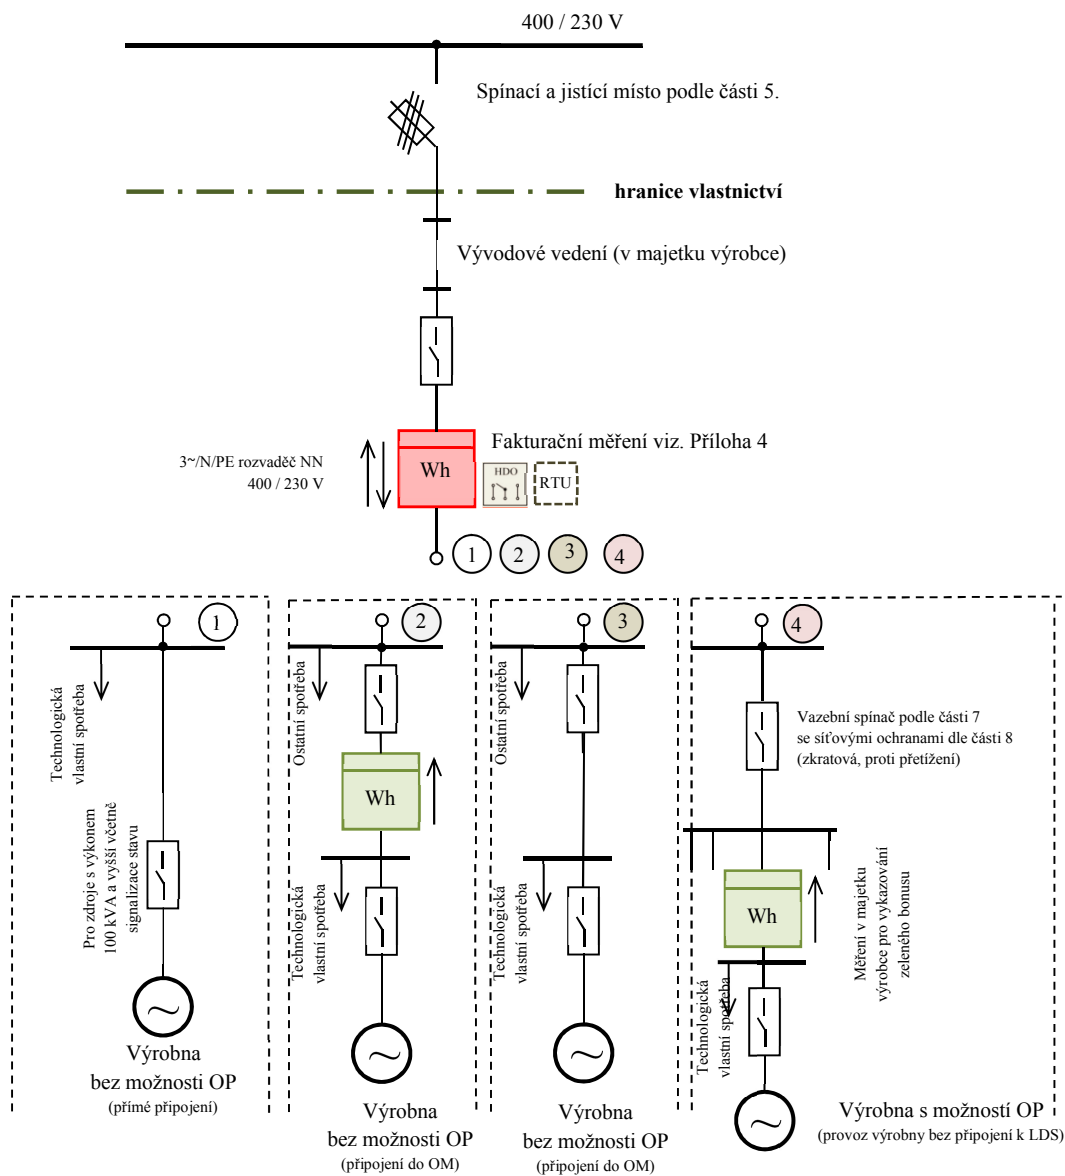 400 / 230 V
Spínací a jistící místo podle části 5.
hranice vlastnictví
Vývodové vedení (v majetku výrobce)
Fakturační měření viz. Příloha 4
3~/N/PE rozvaděč NN
400 / 230 V
Wh
HDO
RTU
1
2
3
4
1
Technologická
vlastní spotřeba
Pro zdroje s výkonem
100 kVA a vyšší včetně
signalizace stavu
Výrobna
bez možnosti OP
(přímé připojení)
2
Ostatní spotřeba
Wh
Technologická
vlastní spotřeba
Výrobna
bez možnosti OP
(připojení do OM)
3
Ostatní spotřeba
Technologická
vlastní spotřeba
Výrobna
bez možnosti OP
(připojení do OM)
4
Vazební spínač podle části 7
se síťovými ochranami dle části 8
(zkratová, proti přetížení)
Wh
Měření v majetku
výrobce pro vykazování
zeleného bonusu
Technologická
vlastní spotřeba
Výrobna s možností OP
(provoz výrobny bez připojení k LDS)